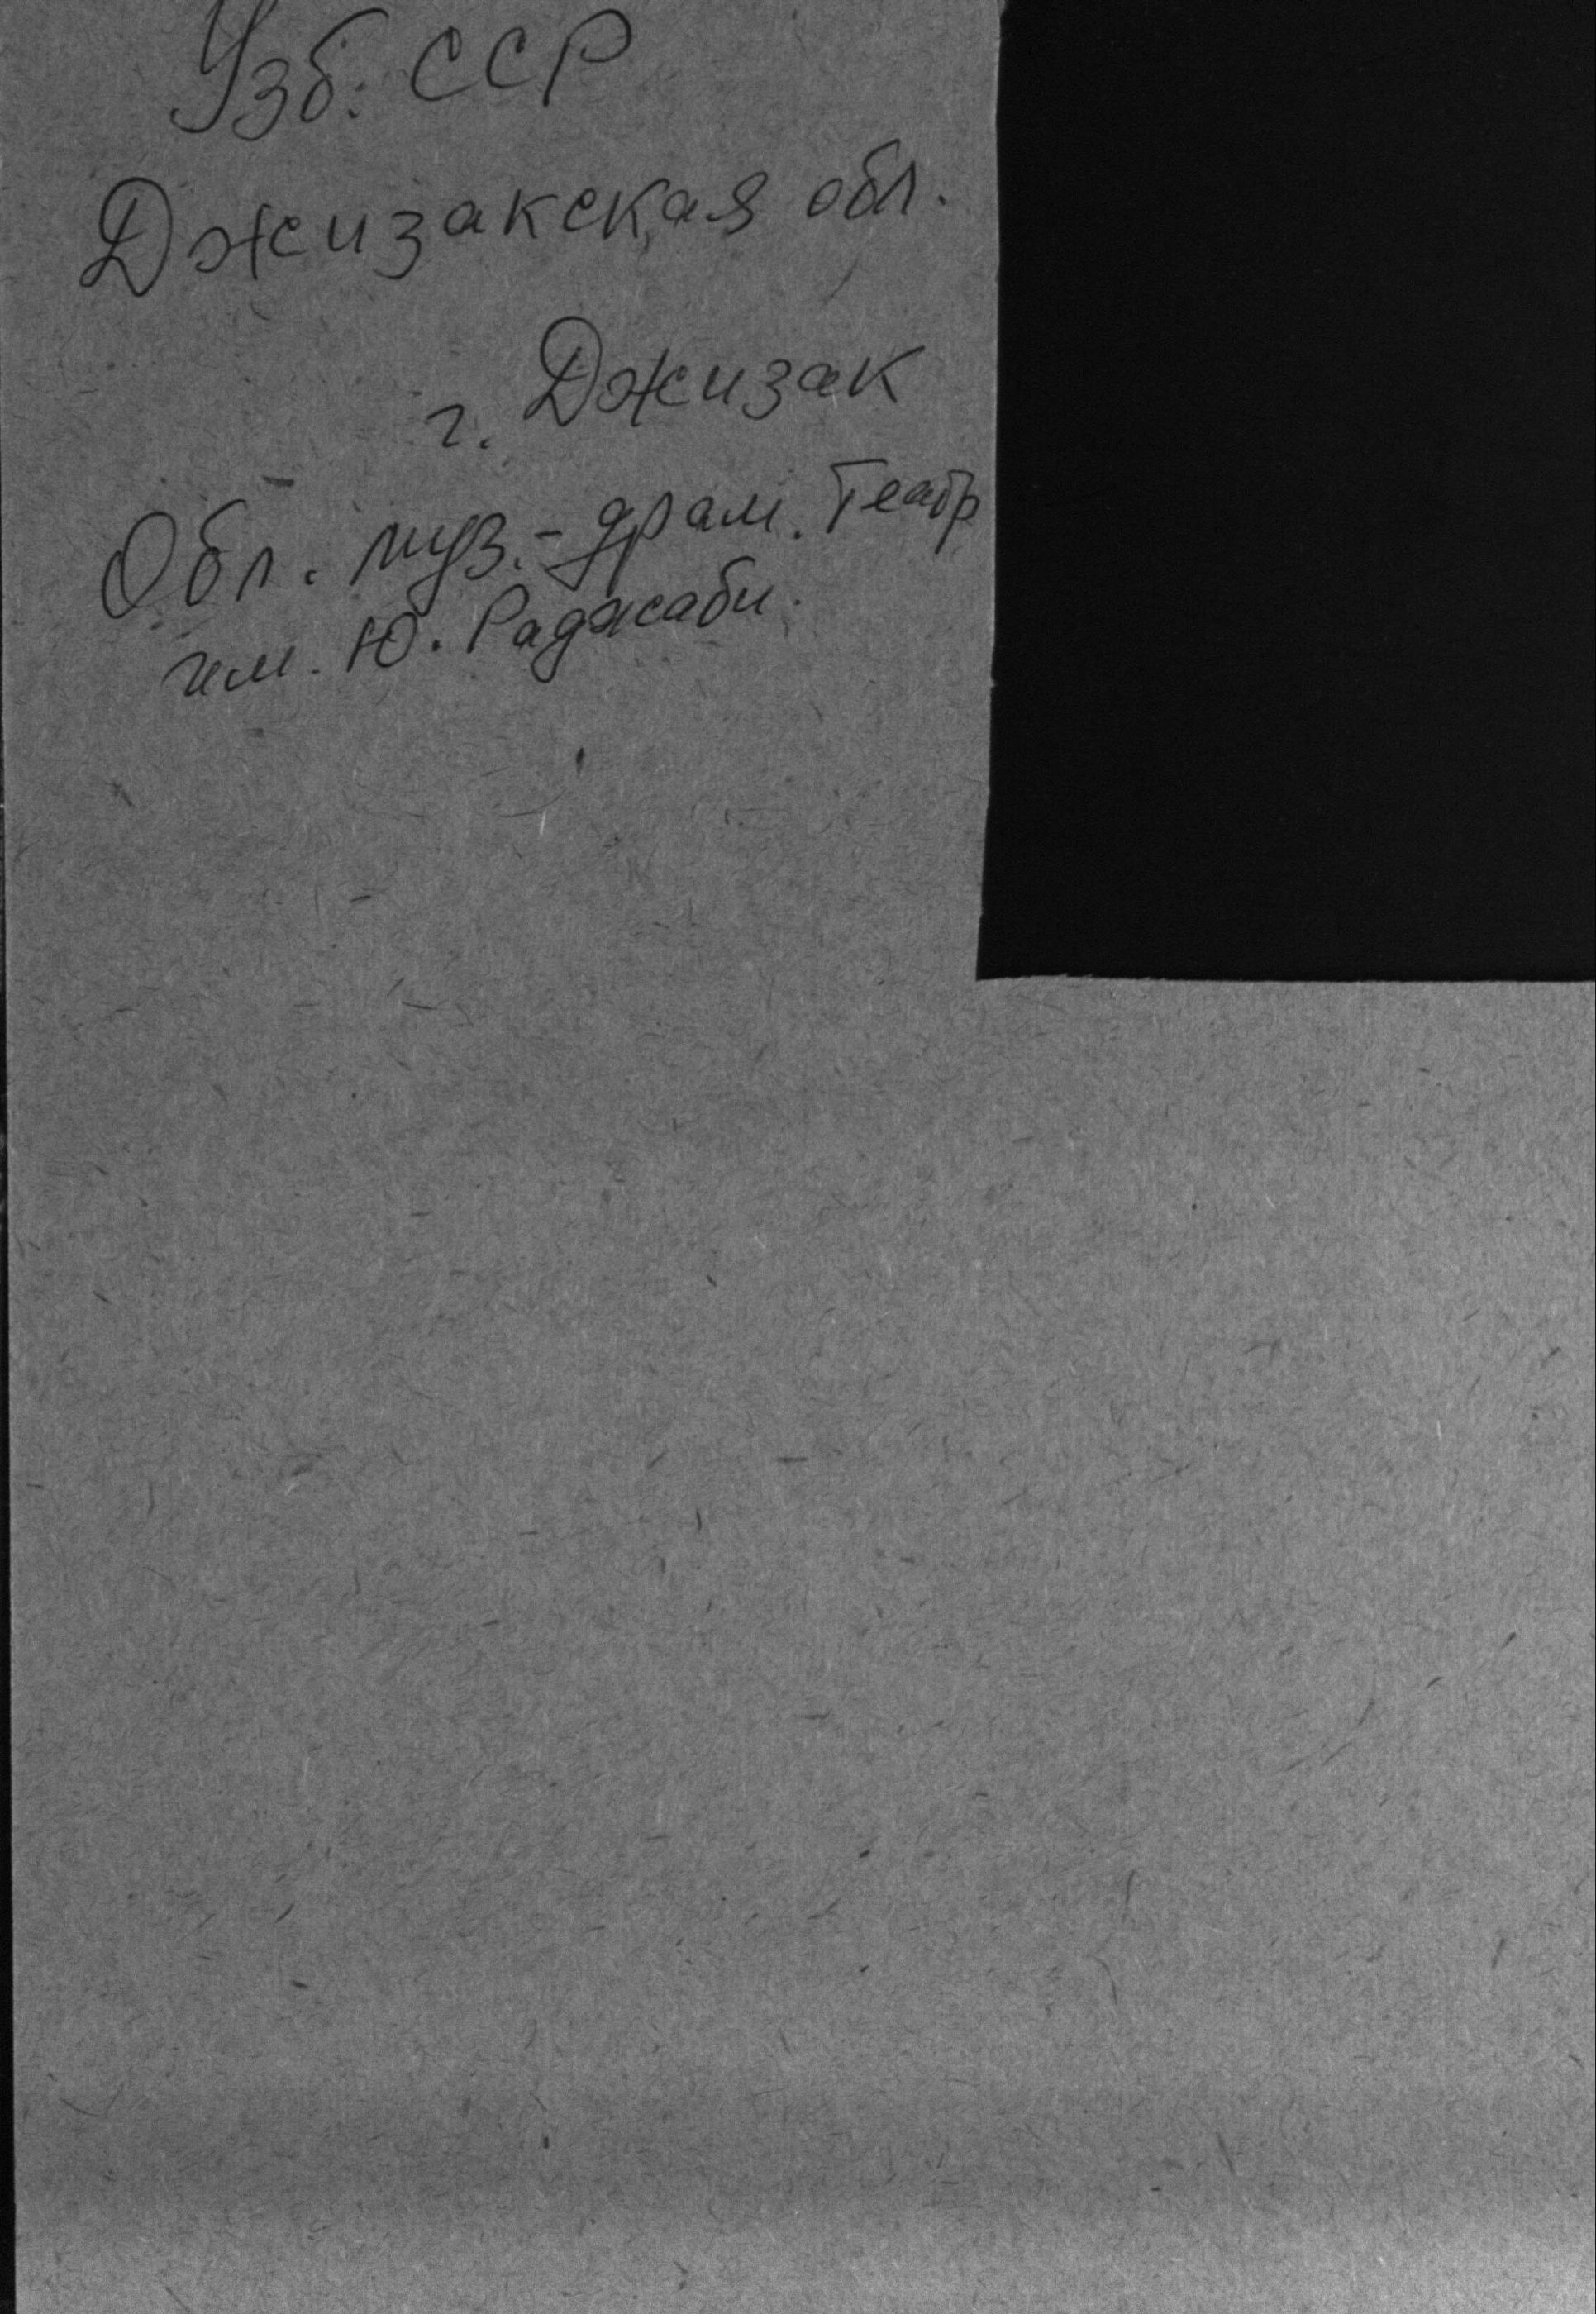 Узб. ССР
Джизакская обл.
г. Джизак
Обл. муз.-драм. Театр
им. Ю. Раджаби.